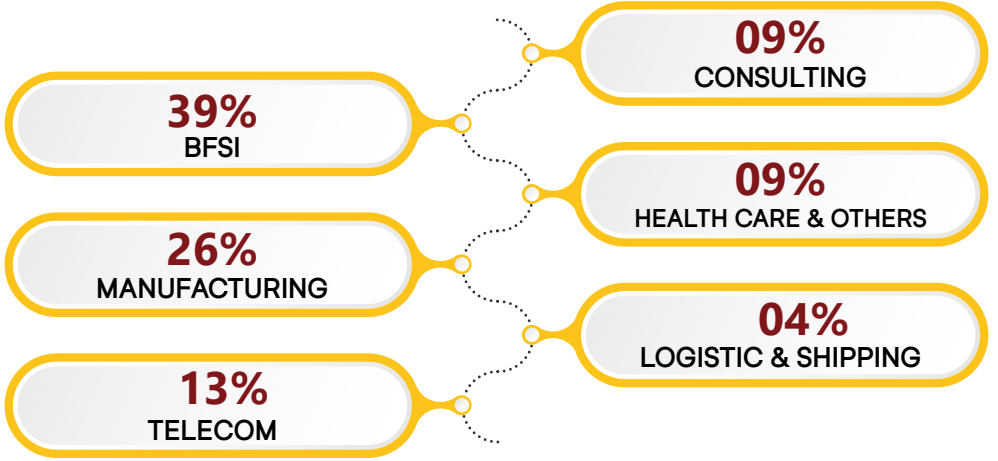 39%
BFSI
26%
MANUFACTURING
13%
TELECOM
09%
CONSULTING
09%
HEALTH CARE & OTHERS
04%
LOGISTIC & SHIPPING